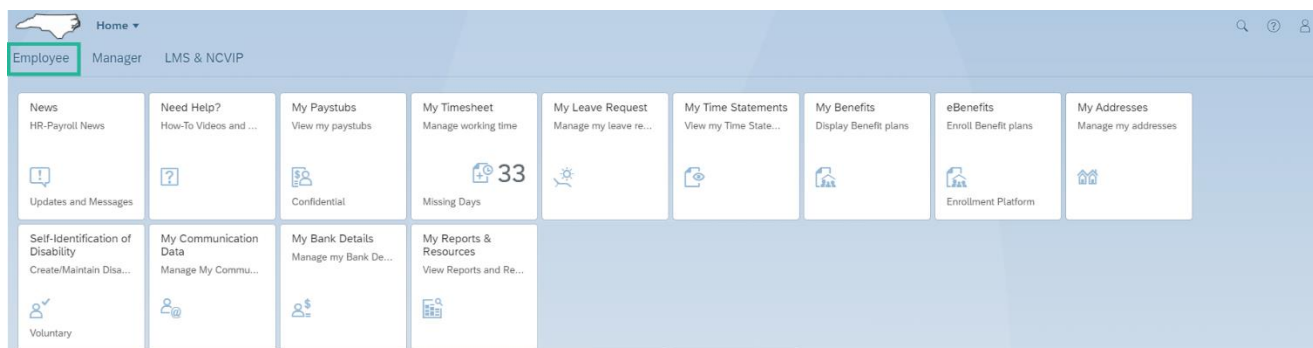 Home
Employee Manager LMS & NCVIP
News
HR-Payroll News
Updates and Messages
Need Help?
How-To Videos and ...
My Paystubs
View my paystubs
Confidential
My Timesheet
Manage working time
33
Missing Days
My Leave Request
Manage my leave re...
My Time Statements
View my Time State...
My Benefits
Display Benefit plans
eBenefits
Enroll Benefit plans
Enrollment Platform
My Addresses
Manage my addresses
Self-Identification of
Disability
Create/Maintain Disa...
Voluntary
My Communication
Data
Manage My Commu...
My Bank Details
Manage my Bank De...
My Reports &
Resources
View Reports and Re...